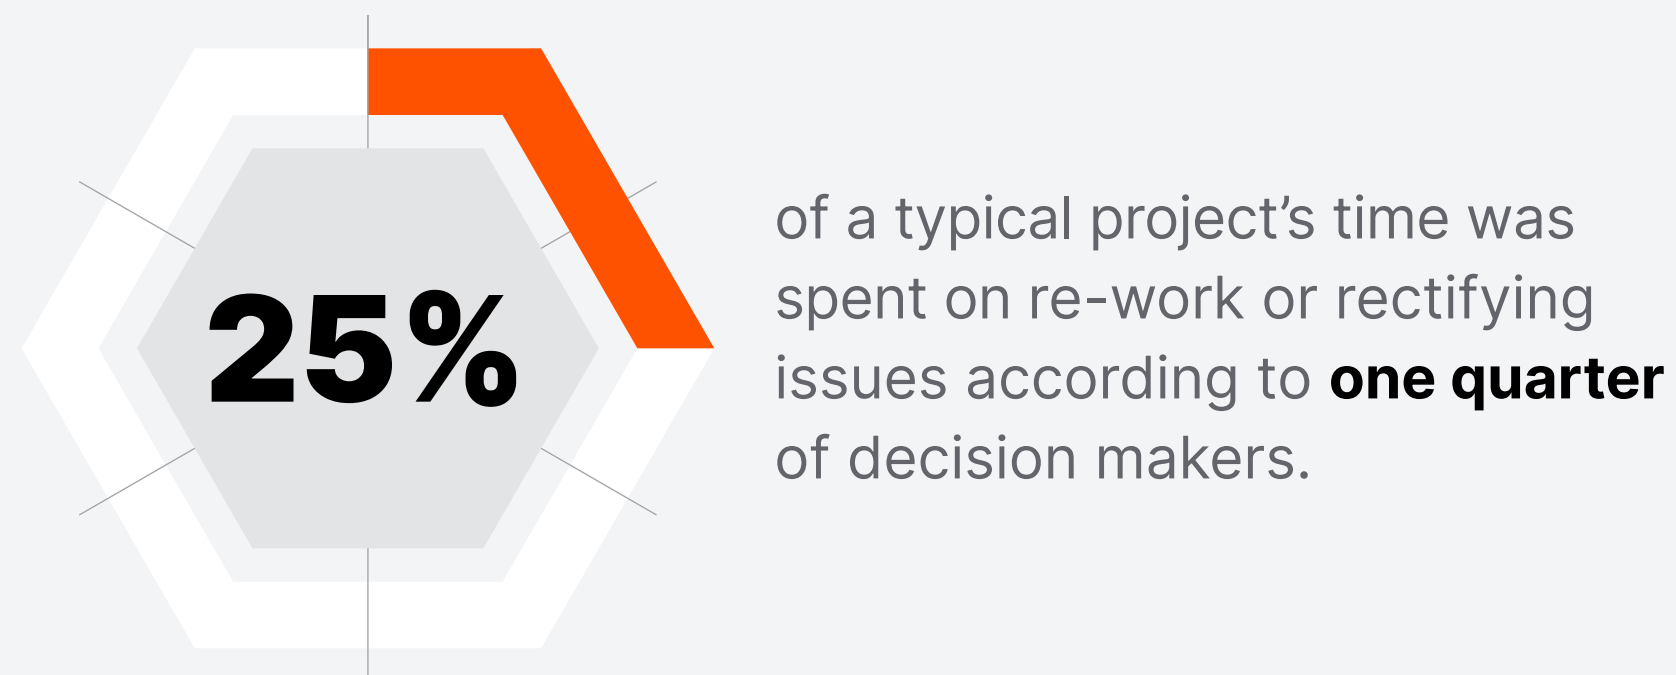 25%
of a typical project’s time was
spent on re-work or rectifying
issues according to one quarter
of decision makers.